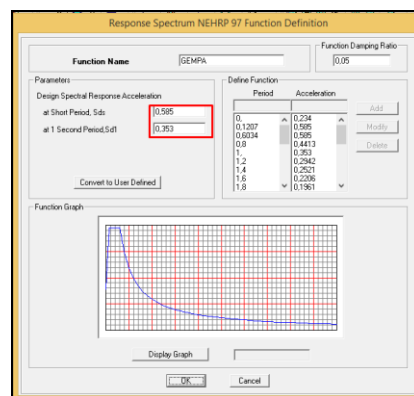 Response Spectrum NEHRP 97 Function Definition
Function Damping Ratio
Function Name GEMPA 0,05
Parameters
Design Spectral Response Acceleration
at Short Period, Sds 0,585
at 1 Second Period,Sd1 0,353
Convert to User Defined
Define Function
Period Acceleration
0, 0,234
0,1207 0,585
0,6034 0,585
0,8 0,4413
1, 0,353
1,2 0,2942
1,4 0,2521
1,6 0,2206
1,8 0,1961
Add
Modify
Delete
Function Graph
Display Graph
OK Cancel